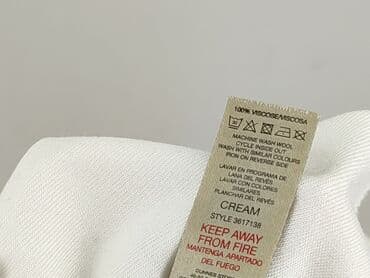 100% VISCOSE/VISCOSA
MACHINE WASH WOOL
CYCLE INSIDE OUT
WASH WITH SIMILAR COLOURS
IRON ON REVERSE SIDE
LAVAR EN PROGRAMA DE
LANA DEL REVÉS
LAVAR CON COLORES
SIMILARES
PLANCHAR DEL REVÉS
CREAM
STYLE 3617138
KEEP AWAY
FROM FIRE
MANTENGA APARTADO
DEL FUEGO